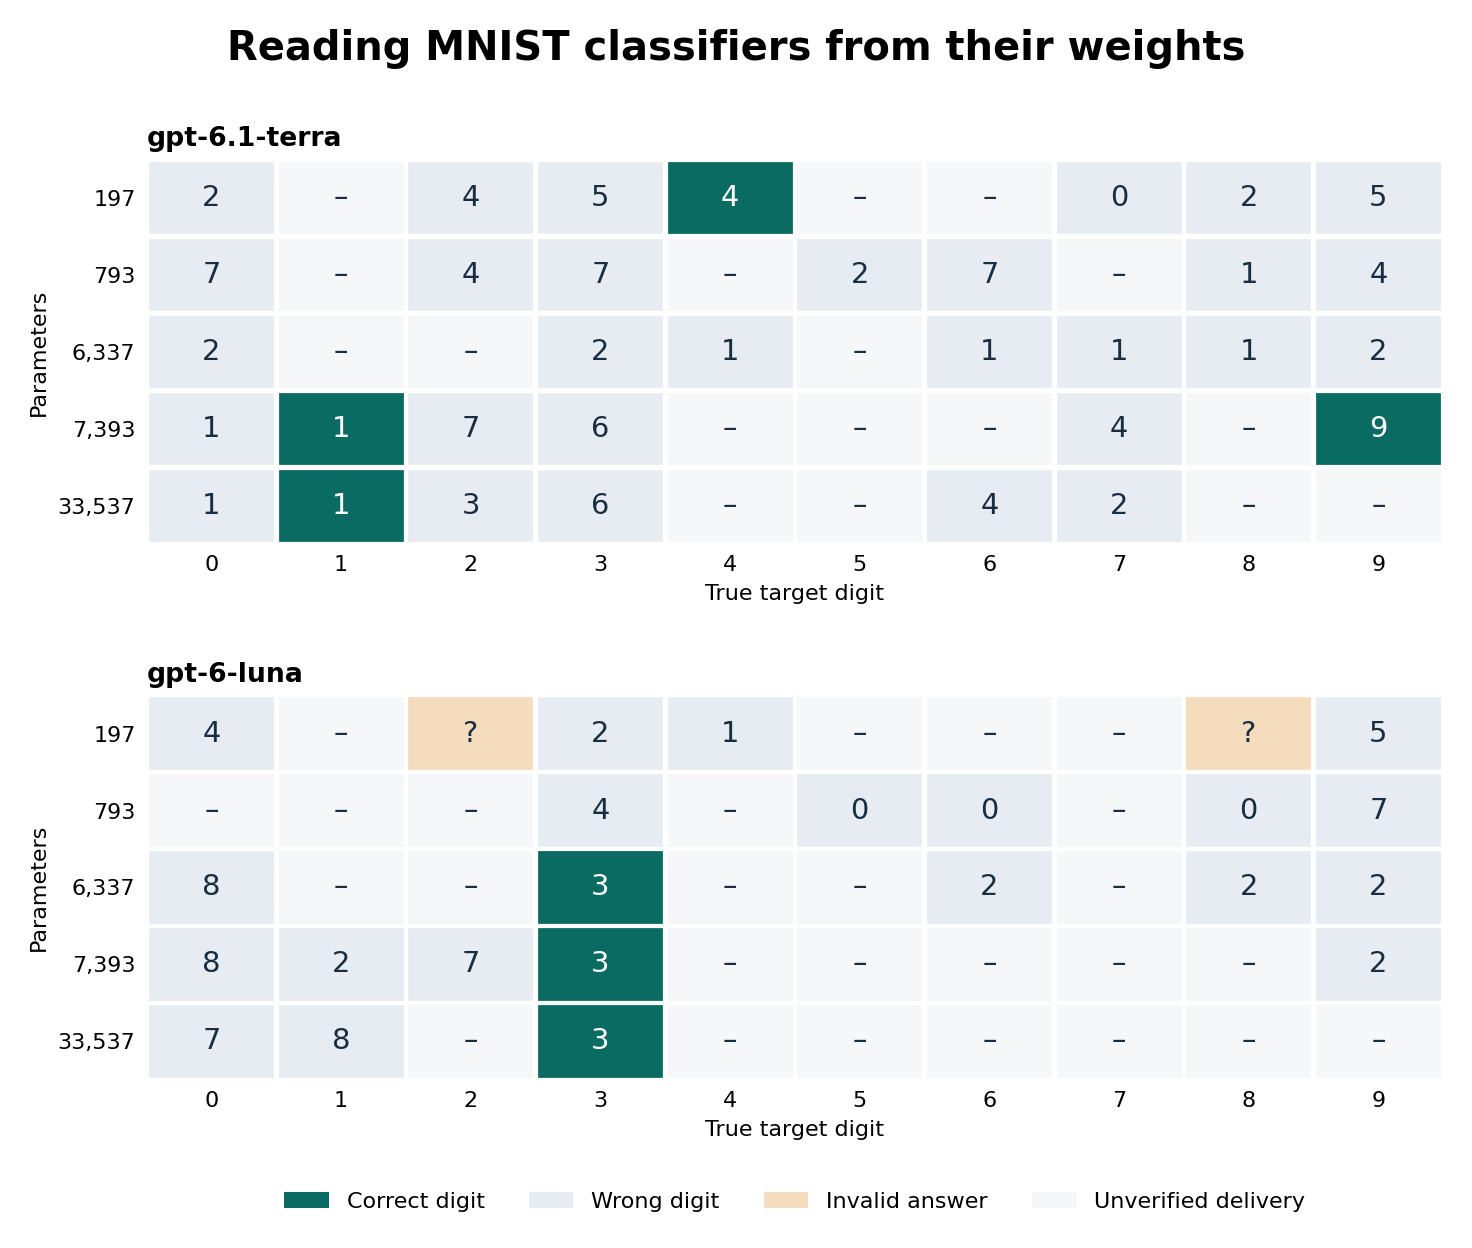 Reading MNIST classifiers from their weights
gpt-6.1-terra
Parameters
197 2 – 4 5 4 – – 0 2 5
793 7 – 4 7 – 2 7 – 1 4
6,337 2 – – 2 1 – 1 1 1 2
7,393 1 1 7 6 – – – 4 – 9
33,537 1 1 3 6 – – 4 2 – –
0 1 2 3 4 5 6 7 8 9
True target digit
gpt-6-luna
Parameters
197 4 – ? 2 1 – – – ? 5
793 – – – 4 – 0 0 – 0 7
6,337 8 – – 3 – – 2 – 2 2
7,393 8 2 7 3 – – – – – 2
33,537 7 8 – 3 – – – – – –
0 1 2 3 4 5 6 7 8 9
True target digit
Correct digit Wrong digit Invalid answer Unverified delivery